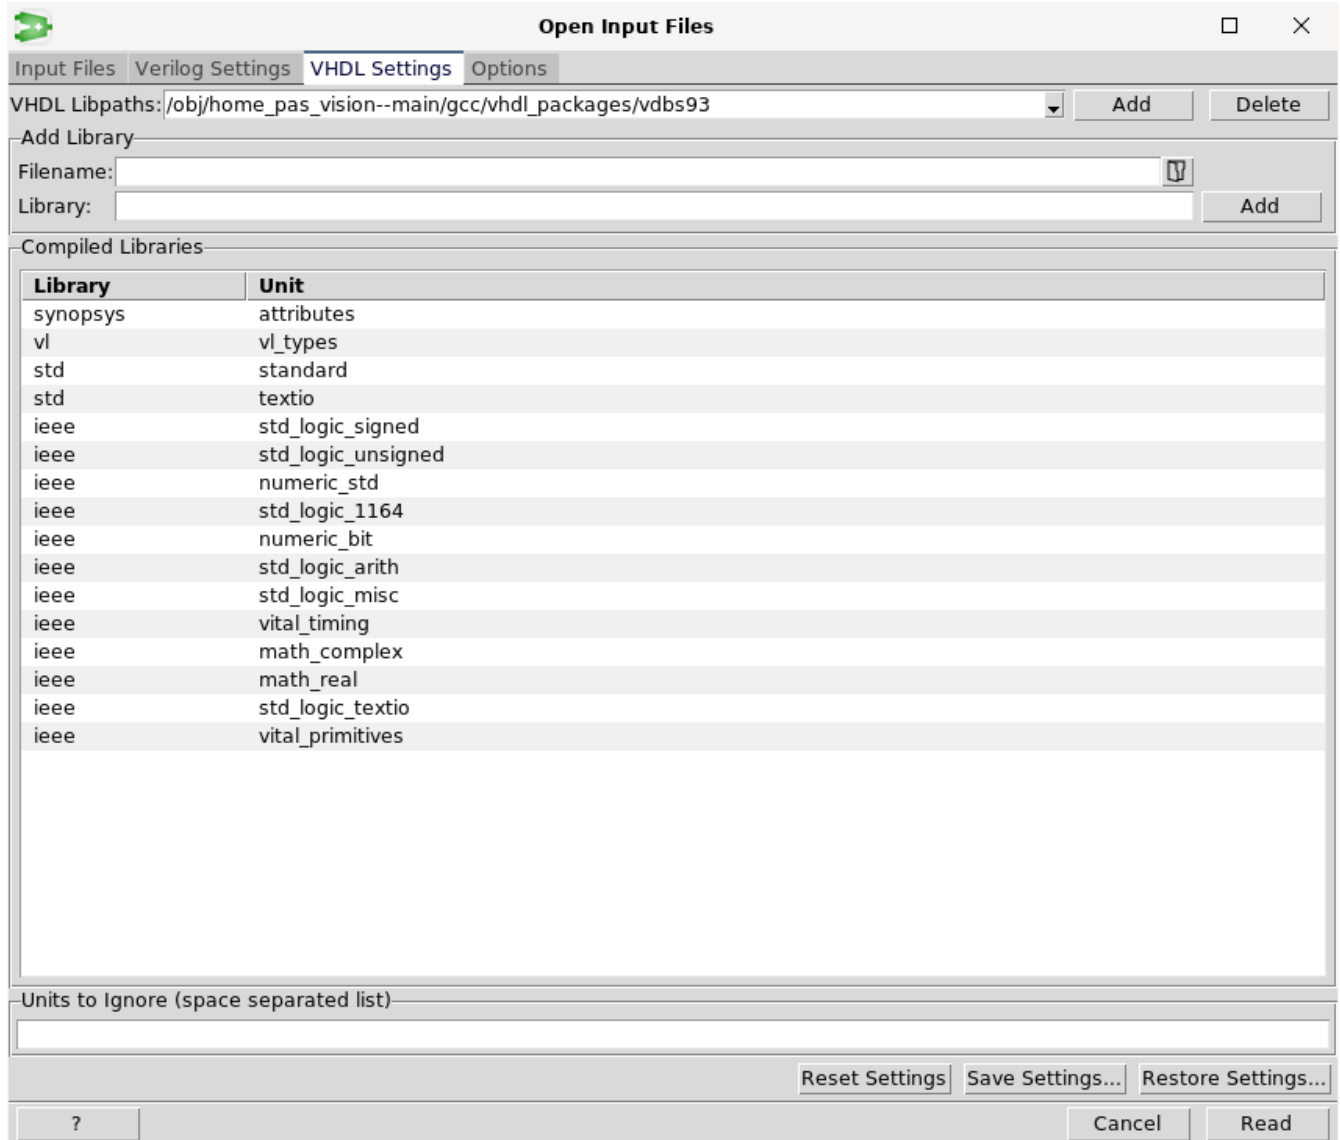 Open Input Files
Input Files Verilog Settings VHDL Settings Options
VHDL Libpaths: /obj/home_pas_vision--main/gcc/vhdl_packages/vdbs93 Add Delete
Add Library
Filename:
Library: Add
Compiled Libraries
Library Unit
synopsys attributes
vl vl_types
std standard
std textio
ieee std_logic_signed
ieee std_logic_unsigned
ieee numeric_std
ieee std_logic_1164
ieee numeric_bit
ieee std_logic_arith
ieee std_logic_misc
ieee vital_timing
ieee math_complex
ieee math_real
ieee std_logic_textio
ieee vital_primitives
Units to Ignore (space separated list)
Reset Settings Save Settings... Restore Settings...
? Cancel Read